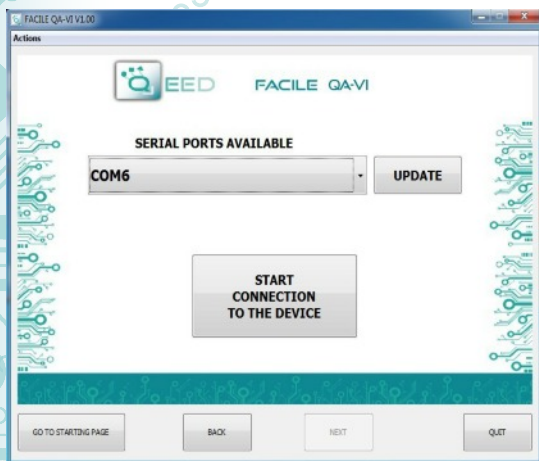 FACILE QA-VI V1.00
Actions
QEED FACILE QA-VI
SERIAL PORTS AVAILABLE
COM6 UPDATE
START
CONNECTION
TO THE DEVICE
GO TO STARTING PAGE BACK NEXT QUIT